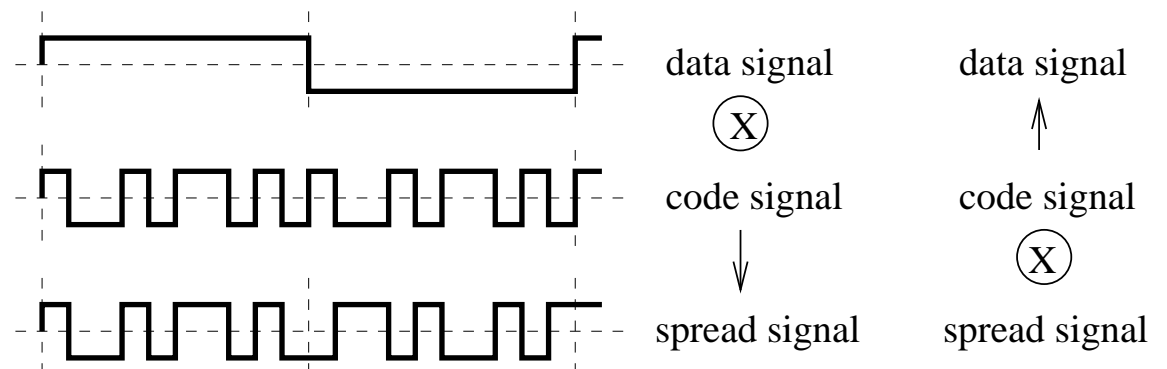 data signal data signal
X
code signal code signal
X
spread signal spread signal